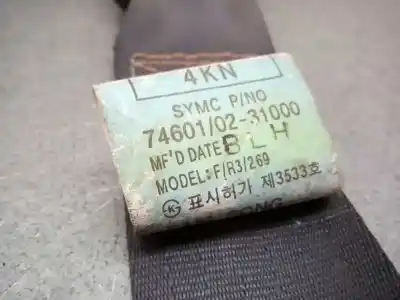 4KN
SYMC P/NO
74601/02-31000
MF'D DATE BLH
MODEL: F/R3/269
표시허가 제3533호